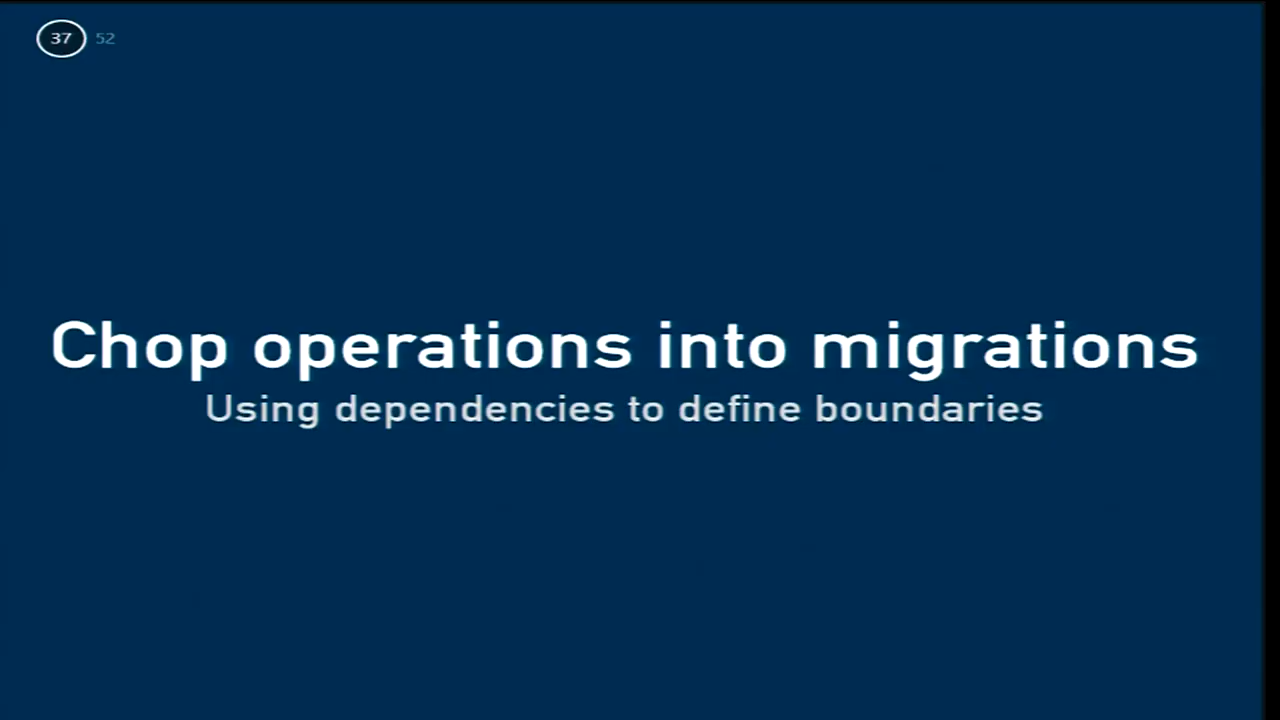 37 52
Chop operations into migrations
Using dependencies to define boundaries